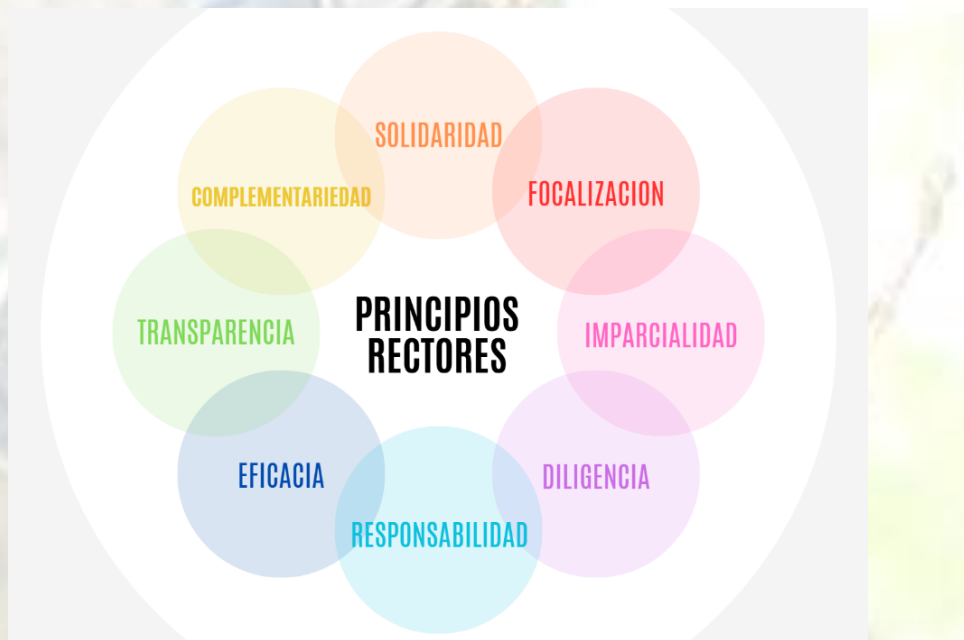 SOLIDARIDAD
FOCALIZACION
IMPARCIALIDAD
DILIGENCIA
RESPONSABILIDAD
EFICACIA
TRANSPARENCIA
COMPLEMENTARIEDAD
PRINCIPIOS
RECTORES